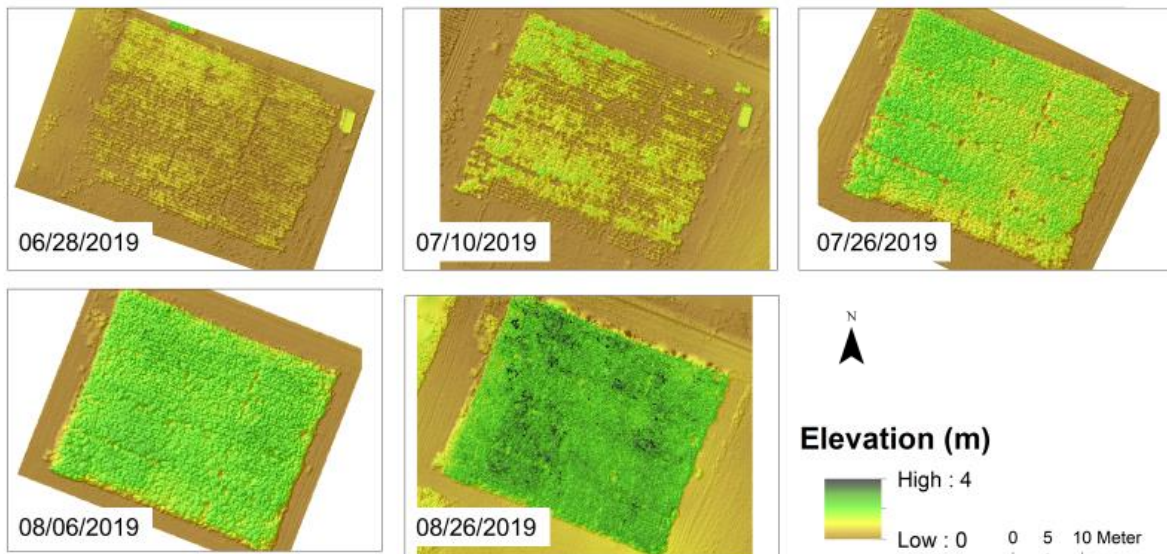 06/28/2019
07/10/2019
07/26/2019
08/06/2019
08/26/2019
N
Elevation (m)
High : 4
Low : 0
0 5 10 Meter